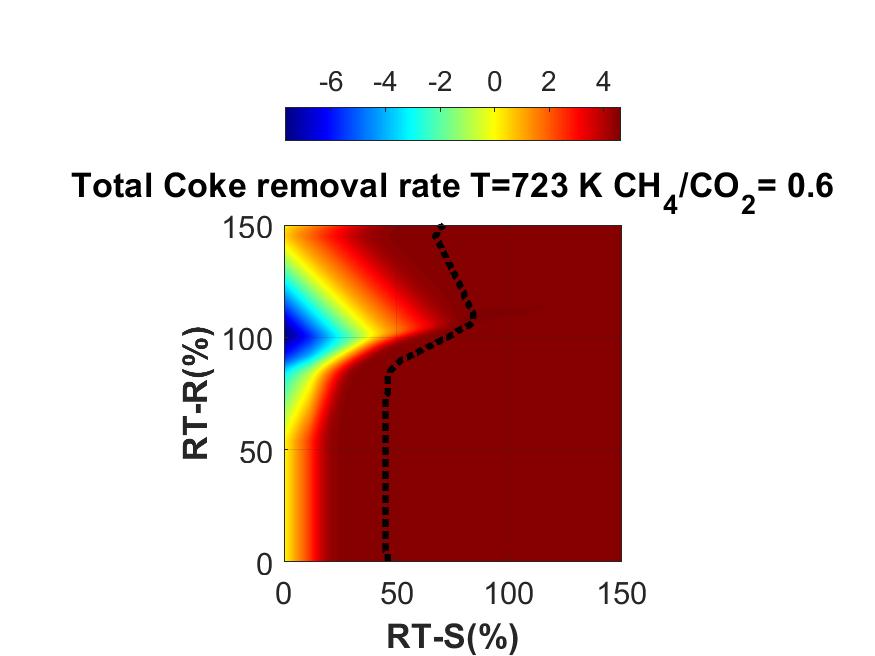 -6 -4 -2 0 2 4
Total Coke removal rate T=723 K CH₄/CO₂= 0.6
150
100
50
0
RT-R(%)
0 50 100 150
RT-S(%)